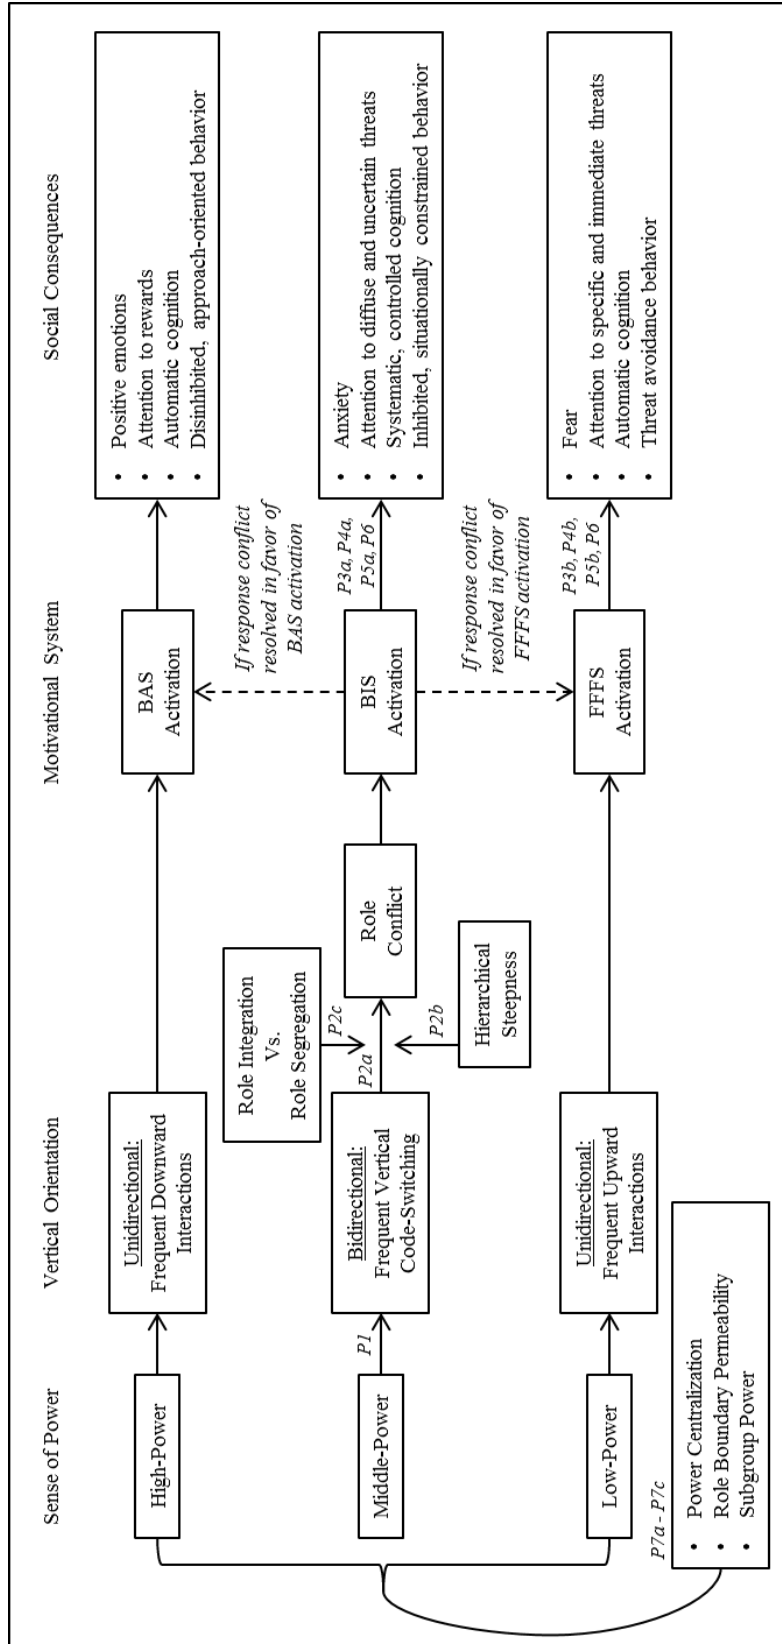 Sense of Power
Vertical Orientation
Motivational System
Social Consequences
High-Power
Unidirectional:
Frequent Downward
Interactions
BAS
Activation
• Positive emotions
• Attention to rewards
• Automatic cognition
• Disinhibited, approach-oriented behavior
If response conflict
resolved in favor of
BAS activation
Role Integration
Vs.
Role Segregation
P2c
Middle-Power
P1
Bidirectional:
Frequent Vertical
Code-Switching
P2a
Role
Conflict
BIS
Activation
P3a, P4a,
P5a, P6
• Anxiety
• Attention to diffuse and uncertain threats
• Systematic, controlled cognition
• Inhibited, situationally constrained behavior
P2b
Hierarchical
Steepness
If response conflict
resolved in favor of
FFFS activation
Low-Power
Unidirectional:
Frequent Upward
Interactions
FFFS
Activation
P3b, P4b,
P5b, P6
• Fear
• Attention to specific and immediate threats
• Automatic cognition
• Threat avoidance behavior
P7a - P7c
• Power Centralization
• Role Boundary Permeability
• Subgroup Power